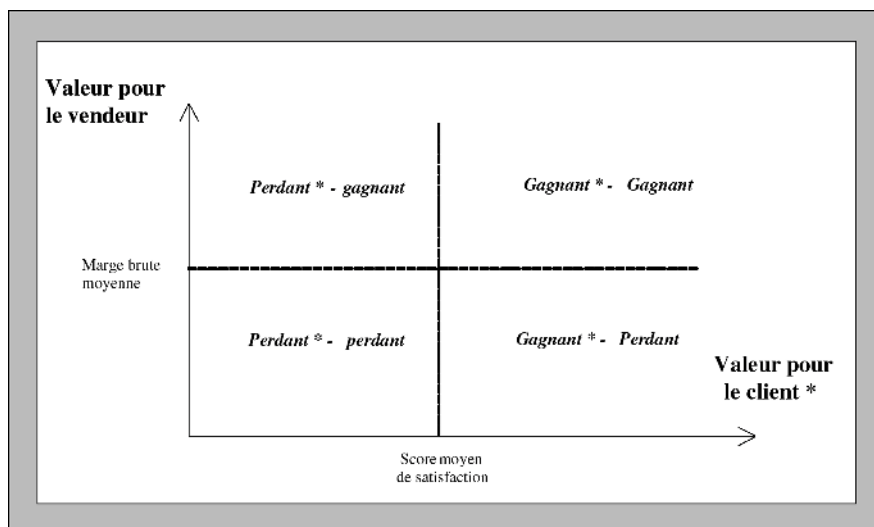 Valeur pour
le vendeur
Perdant * - gagnant
Gagnant * - Gagnant
Marge brute
moyenne
Perdant * - perdant
Gagnant * - Perdant
Valeur pour
le client *
Score moyen
de satisfaction